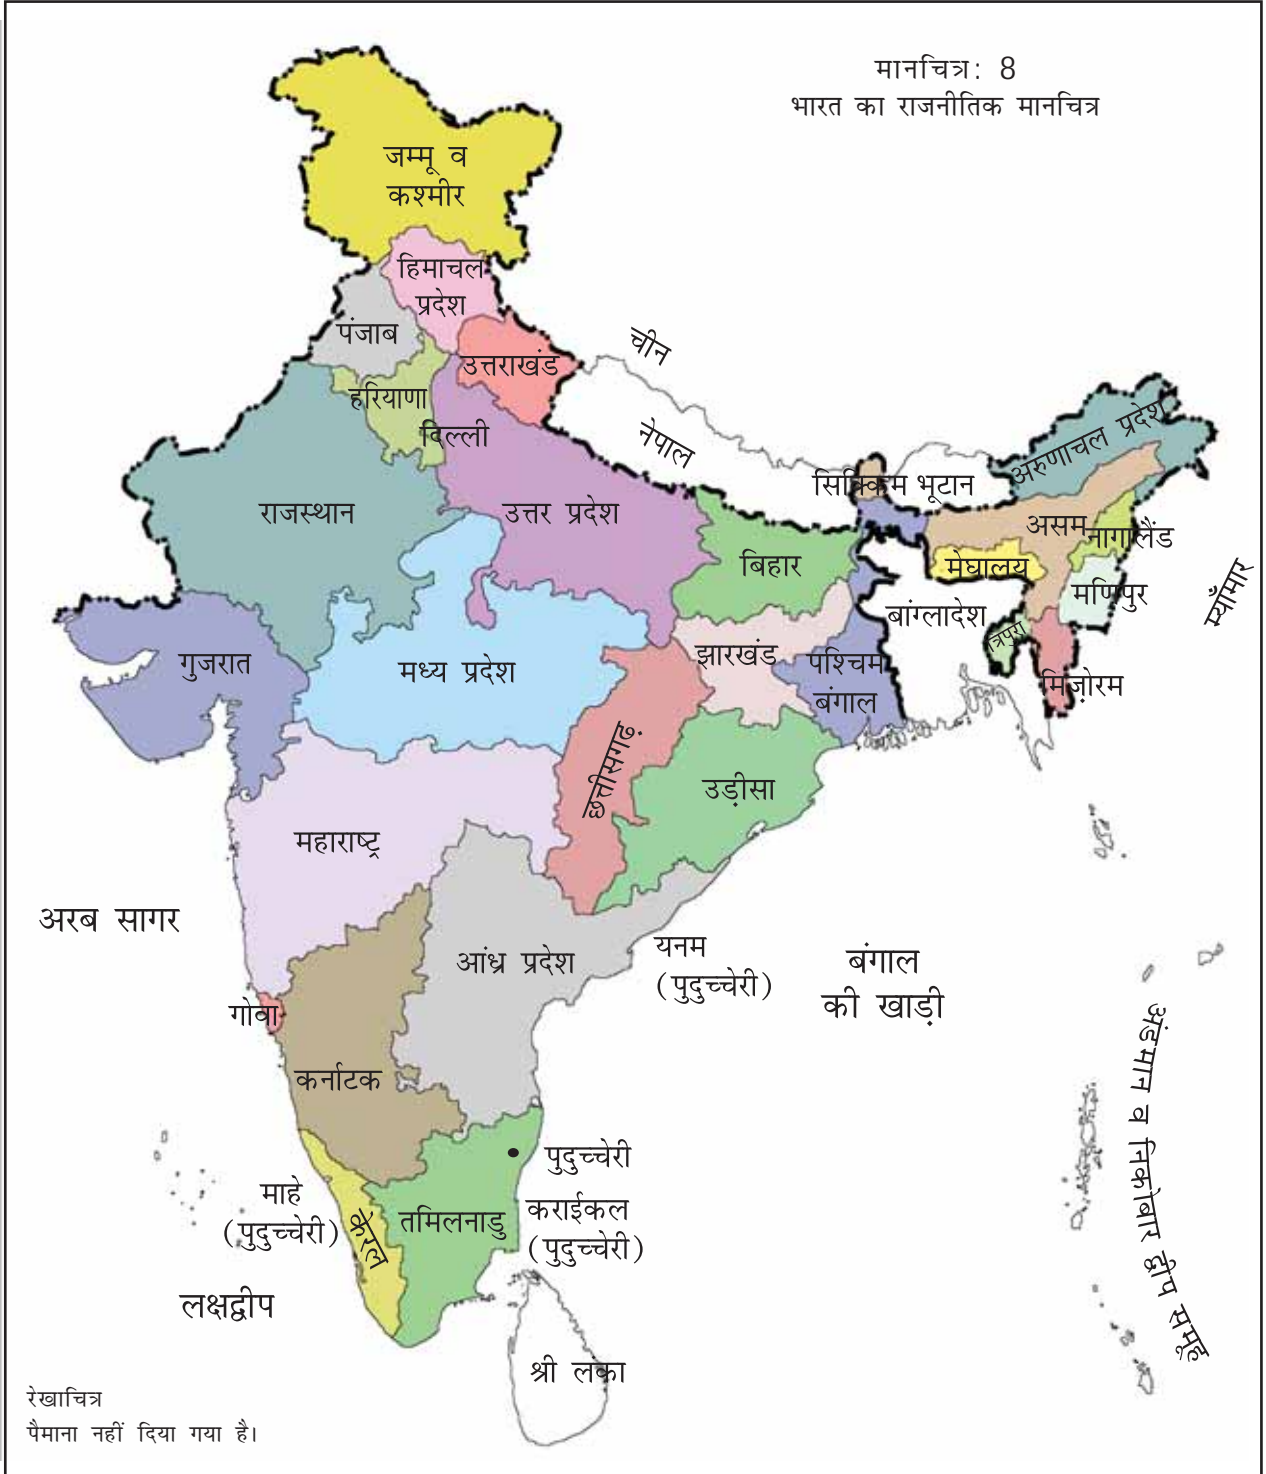 मानचित्र: 8
भारत का राजनीतिक मानचित्र
जम्मू व
कश्मीर
हिमाचल
प्रदेश
पंजाब
उत्तराखंड
चीन
हरियाणा
दिल्ली
नेपाल
अरुणाचल प्रदेश
सिक्किम
भूटान
राजस्थान
उत्तर प्रदेश
असम
नागालैंड
बिहार
मेघालय
मणिपुर
म्याँमार
बांग्लादेश
त्रिपुरा
गुजरात
मध्य प्रदेश
झारखंड
पश्चिम
बंगाल
मिज़ोरम
छत्तीसगढ़
उड़ीसा
महाराष्ट्र
अरब सागर
आंध्र प्रदेश
यनम
(पुदुच्चेरी)
बंगाल
की खाड़ी
गोवा
कर्नाटक
अंडमान व निकोबार द्वीप समूह
पुदुच्चेरी
माहे
(पुदुच्चेरी)
केरल
तमिलनाडु
कराईकल
(पुदुच्चेरी)
लक्षद्वीप
श्री लंका
रेखाचित्र
पैमाना नहीं दिया गया है।